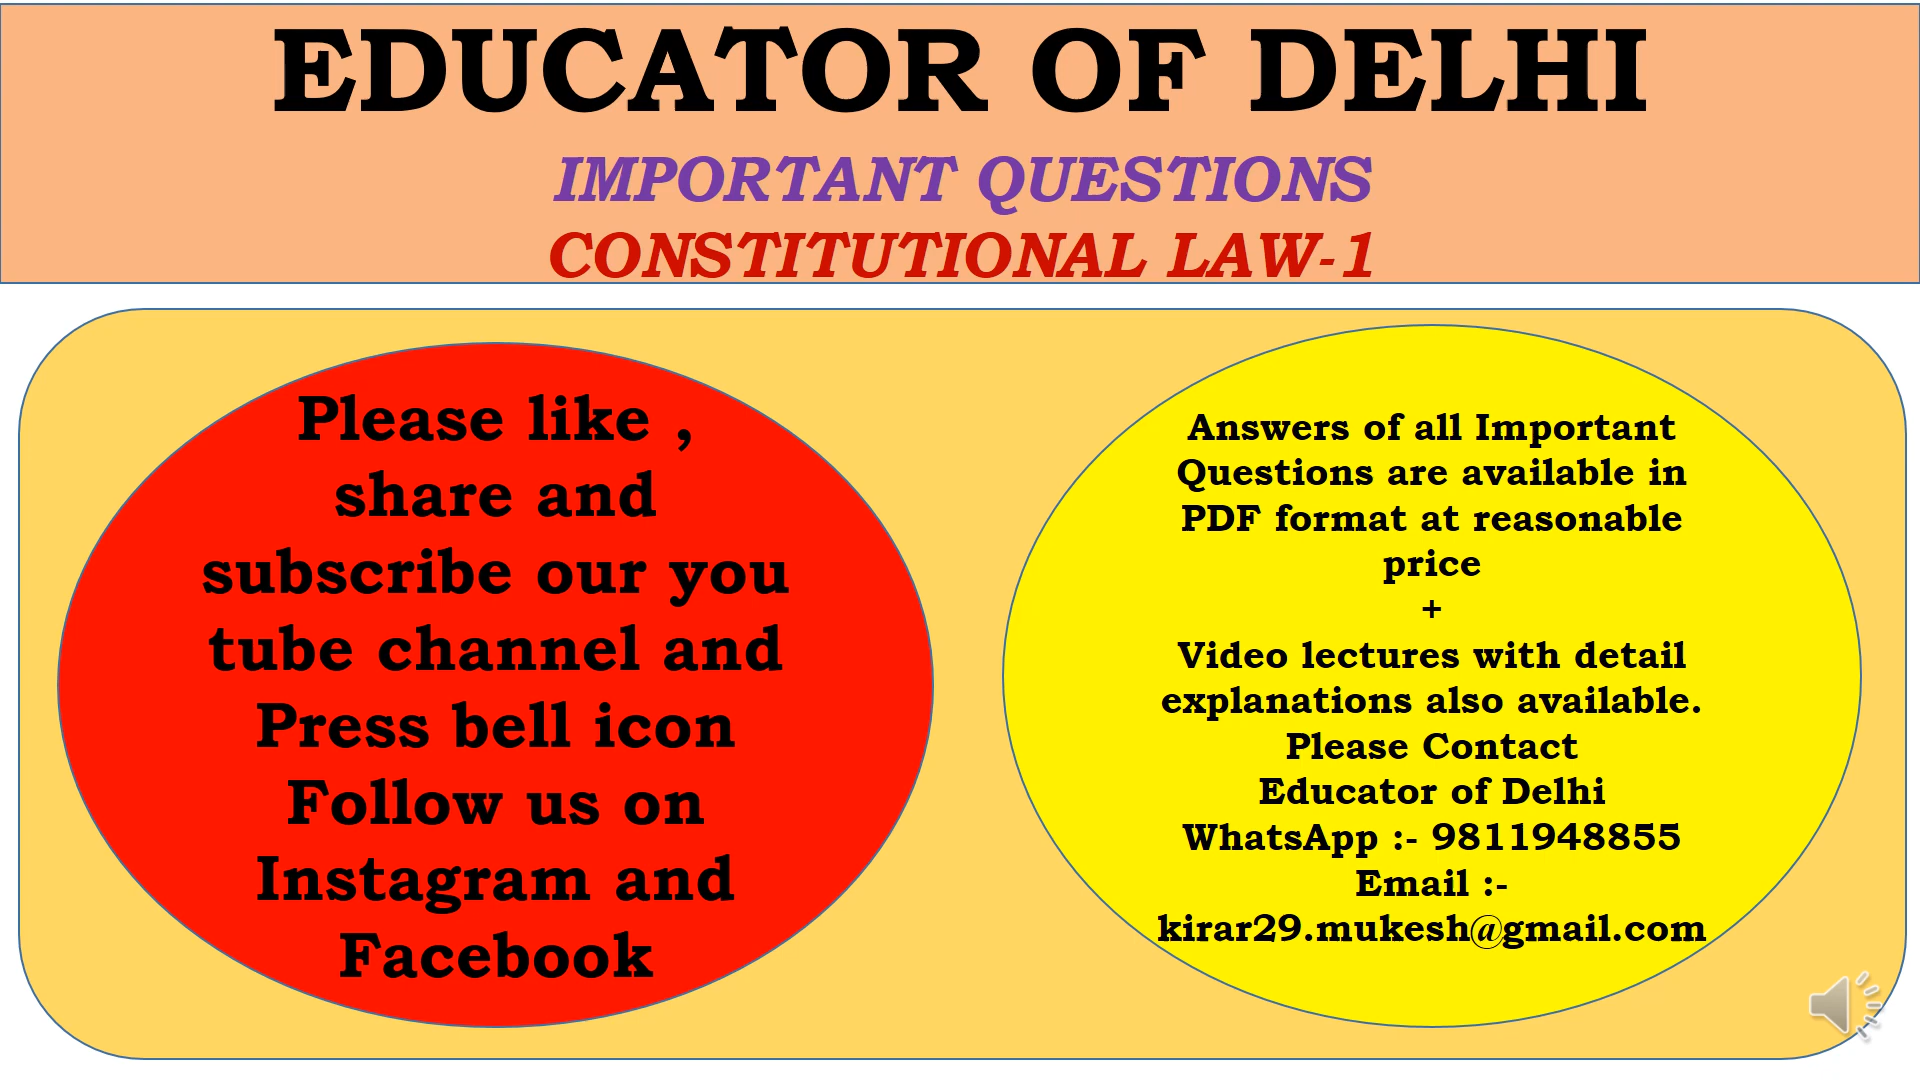 EDUCATOR OF DELHI
IMPORTANT QUESTIONS
CONSTITUTIONAL LAW-1
Please like ,
share and
subscribe our you
tube channel and
Press bell icon
Follow us on
Instagram and
Facebook
Answers of all Important
Questions are available in
PDF format at reasonable
price
+
Video lectures with detail
explanations also available.
Please Contact
Educator of Delhi
WhatsApp :- 9811948855
Email :-
kirar29.mukesh@gmail.com